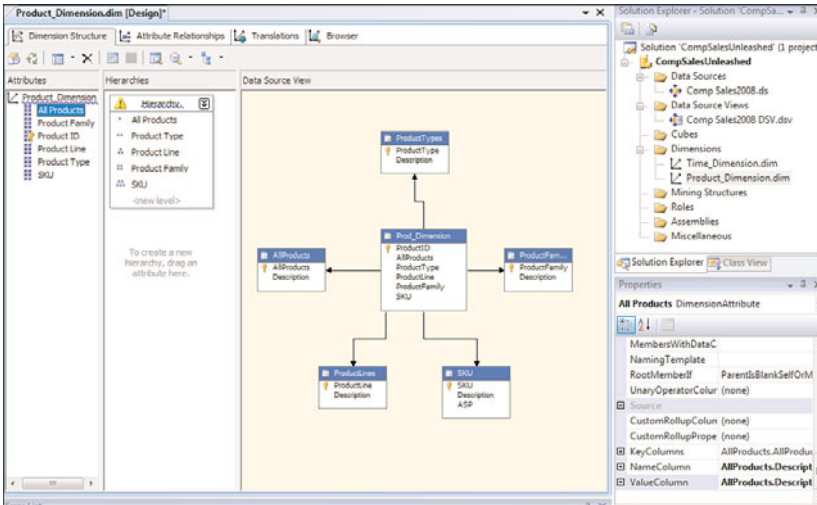 Product_Dimension.dim [Design]*
Dimension Structure
Attribute Relationships
Translations
Browser
Attributes
Product_Dimension
All Products
Product Family
Product ID
Product Line
Product Type
SKU
Hierarchies
Hierarchy
All Products
Product Type
Product Line
Product Family
SKU
<new level>
To create a new
hierarchy, drag an
attribute here.
Data Source View
ProductTypes
ProductType
Description
Prod_Dimension
ProductID
AllProducts
ProductType
ProductLine
ProductFamily
SKU
AllProducts
AllProducts
Description
ProductFam...
ProductFamily
Description
ProductLines
ProductLine
Description
SKU
SKU
Description
ASP
Solution Explorer - Solution 'CompSa...
Solution 'CompSalesUnleashed' (1 project
CompSalesUnleashed
Data Sources
Comp Sales2008.ds
Data Source Views
Comp Sales2008 DSV.dsv
Cubes
Dimensions
Time_Dimension.dim
Product_Dimension.dim
Mining Structures
Roles
Assemblies
Miscellaneous
Solution Explorer
Class View
Properties
All Products DimensionAttribute
MembersWithDataC
NamingTemplate
RootMemberIf ParentIsBlankSelfOrM
UnaryOperatorColur (none)
Source
CustomRollupColun (none)
CustomRollupPrope (none)
KeyColumns AllProducts.AllProdu
NameColumn AllProducts.Descript
ValueColumn AllProducts.Descript